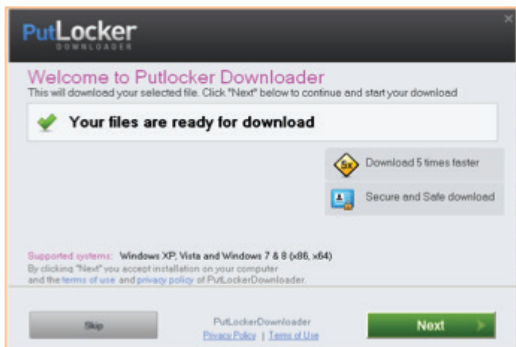 PutLocker
DOWNLOADER
Welcome to Putlocker Downloader
This will download your selected file. Click "Next" below to continue and start your download
Your files are ready for download
5x
Download 5 times faster
Secure and Safe download
Supported systems: Windows XP, Vista and Windows 7 & 8 (x86, x64)
By clicking "Next" you accept installation on your computer
and the terms of use and privacy policy of PutLockerDownloader.
Skip
PutLockerDownloader
Privacy Policy | Terms of Use
Next